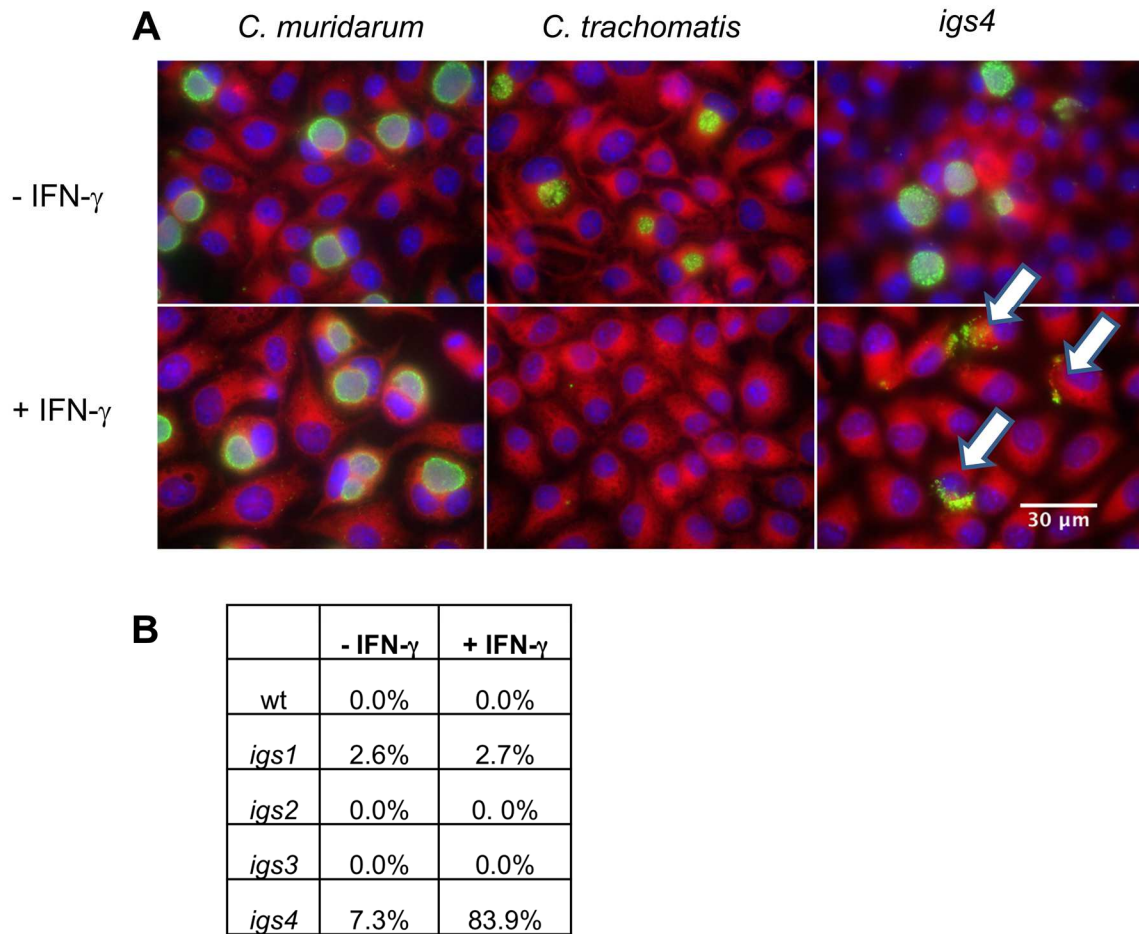 A
C. muridarum
C. trachomatis
igs4
- IFN-γ
+ IFN-γ
30 µm
B
- IFN-γ + IFN-γ
wt 0.0% 0.0%
igs1 2.6% 2.7%
igs2 0.0% 0. 0%
igs3 0.0% 0.0%
igs4 7.3% 83.9%